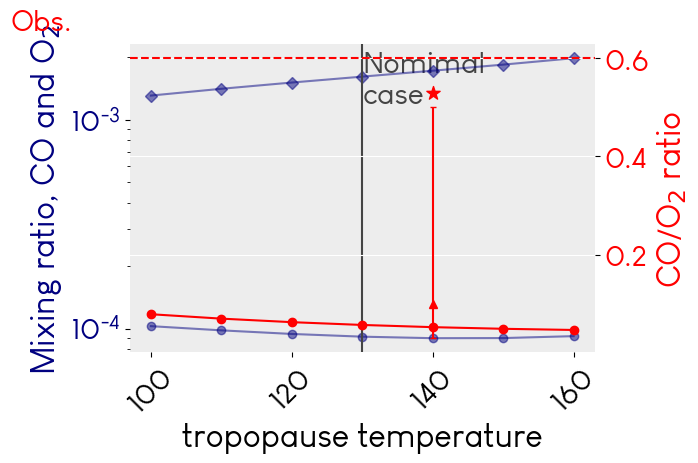 Obs.
Nomimal
case
Mixing ratio, CO and O₂
10⁻³
10⁻⁴
0.6
0.4
0.2
CO/O₂ ratio
100
120
140
160
tropopause temperature